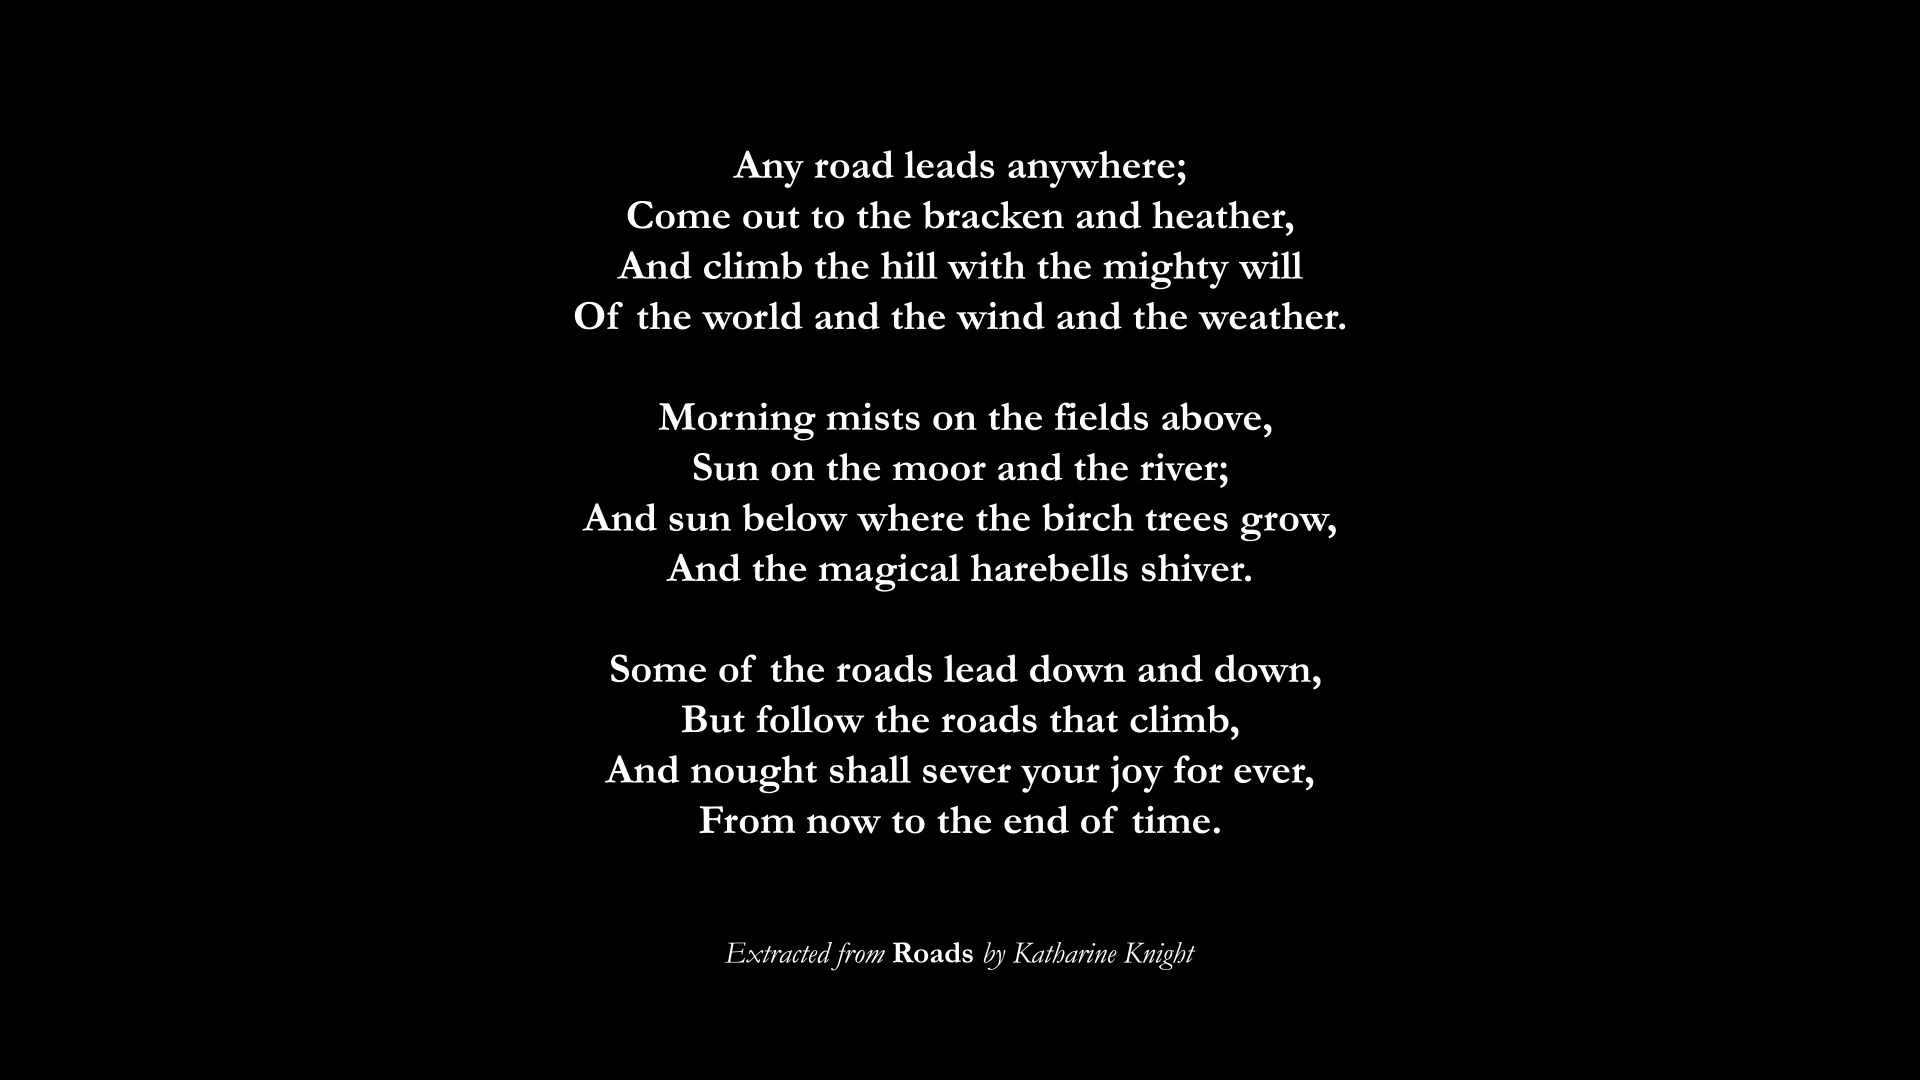 Any road leads anywhere;
Come out to the bracken and heather,
And climb the hill with the mighty will
Of the world and the wind and the weather.
Morning mists on the fields above,
Sun on the moor and the river;
And sun below where the birch trees grow,
And the magical harebells shiver.
Some of the roads lead down and down,
But follow the roads that climb,
And nought shall sever your joy for ever,
From now to the end of time.
Extracted from Roads by Katharine Knight